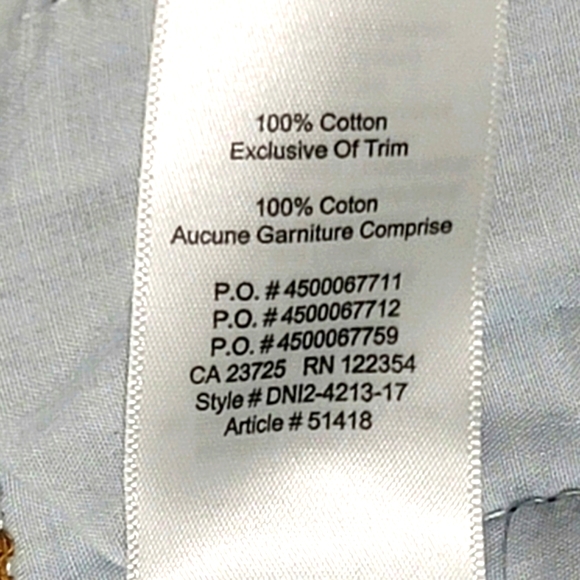 100% Cotton
Exclusive Of Trim
100% Coton
Aucune Garniture Comprise
P.O. # 4500067711
P.O. # 4500067712
P.O. # 4500067759
CA 23725 RN 122354
Style # DNI2-4213-17
Article # 51418